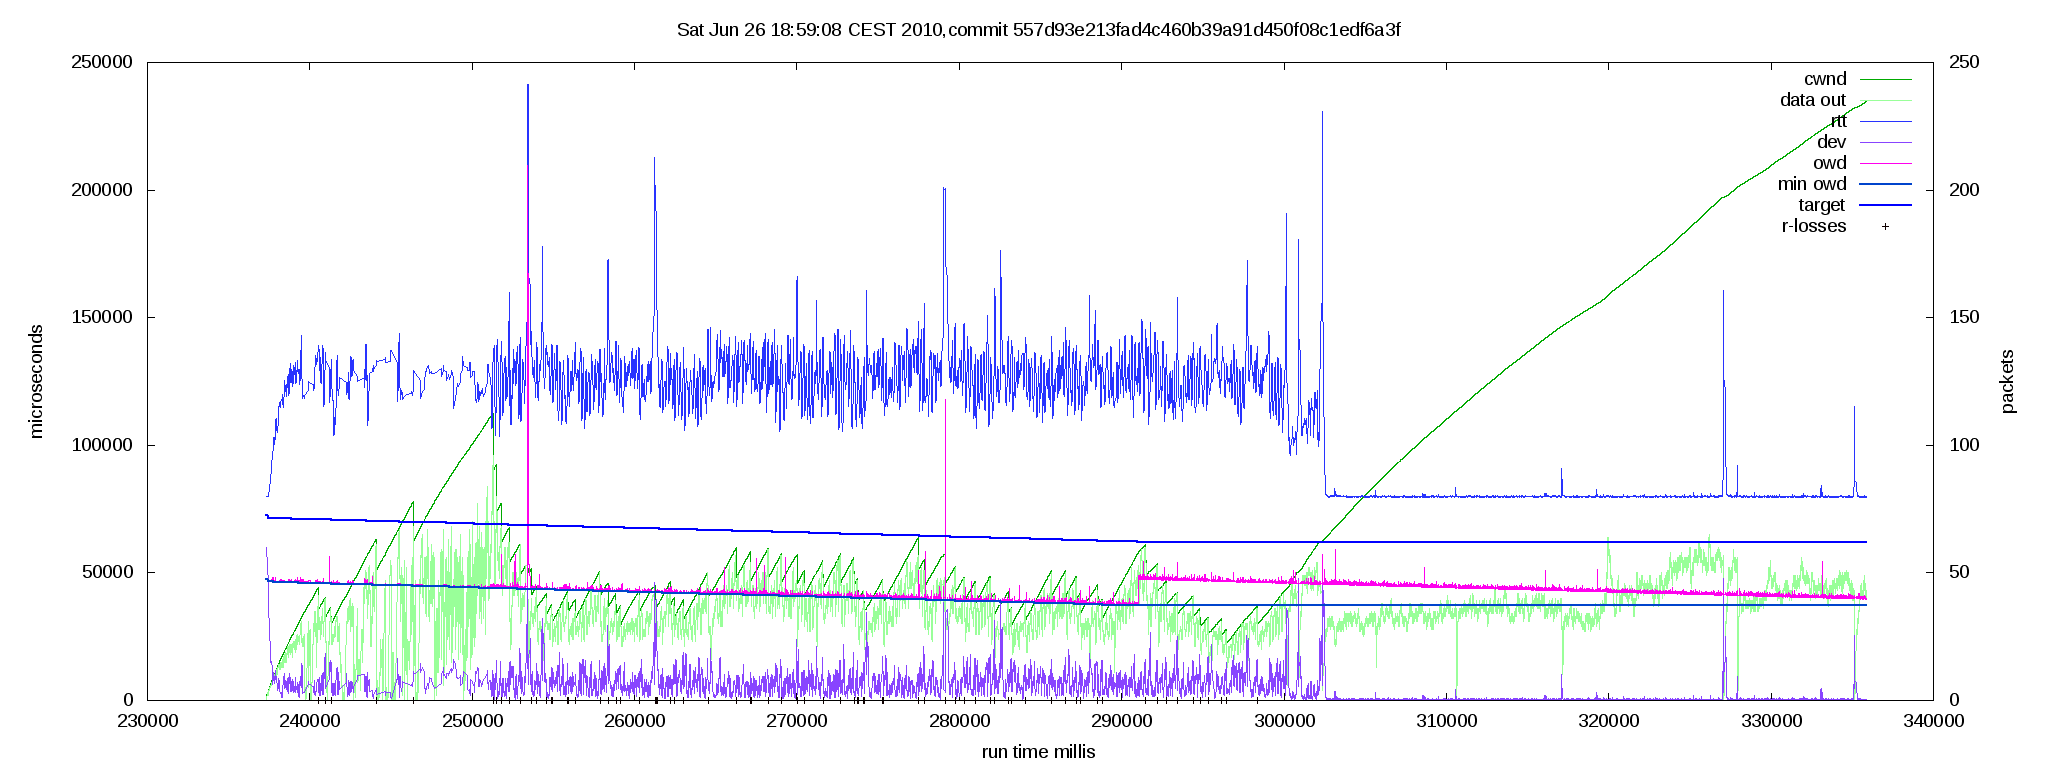 Sat Jun 26 18:59:08 CEST 2010,commit 557d93e213fad4c460b39a91d450f08c1edf6a3f
250000
200000
150000
100000
50000
0
microseconds
250
200
150
100
50
0
packets
cwnd
data out
rtt
dev
owd
min owd
target
r-losses
230000 240000 250000 260000 270000 280000 290000 300000 310000 320000 330000 340000
run time millis